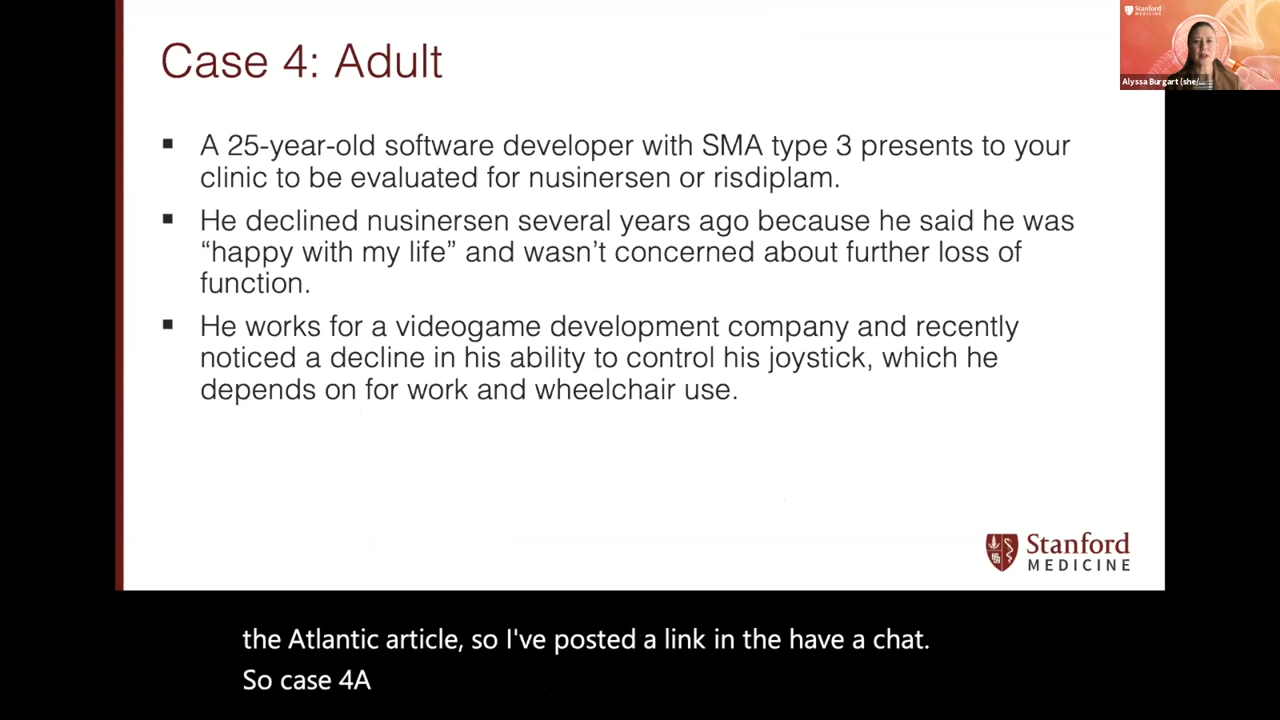 Case 4: Adult
Stanford
MEDICINE
Alyssa Burgart (she/...
▪ A 25-year-old software developer with SMA type 3 presents to your
clinic to be evaluated for nusinersen or risdiplam.
▪ He declined nusinersen several years ago because he said he was
“happy with my life” and wasn’t concerned about further loss of
function.
▪ He works for a videogame development company and recently
noticed a decline in his ability to control his joystick, which he
depends on for work and wheelchair use.
Stanford
MEDICINE
the Atlantic article, so I've posted a link in the have a chat.
So case 4A